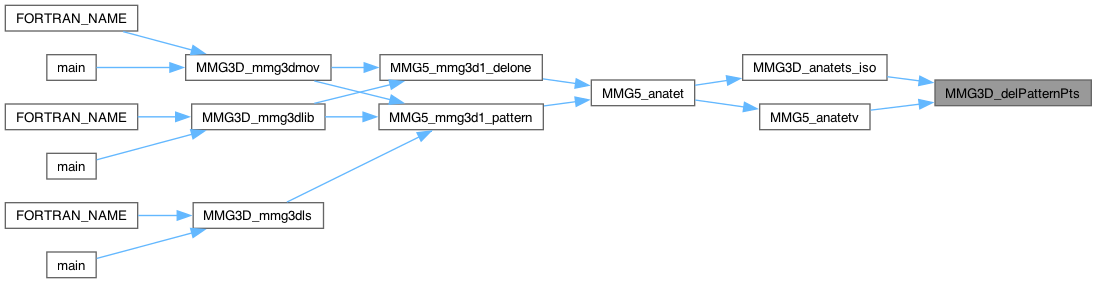 FORTRAN_NAME
main
MMG3D_mmg3dmov
MMG5_mmg3d1_delone
MMG3D_anatets_iso
MMG5_anatet
MMG3D_delPatternPts
FORTRAN_NAME
MMG3D_mmg3dlib
MMG5_mmg3d1_pattern
MMG5_anatetv
main
FORTRAN_NAME
MMG3D_mmg3dls
main